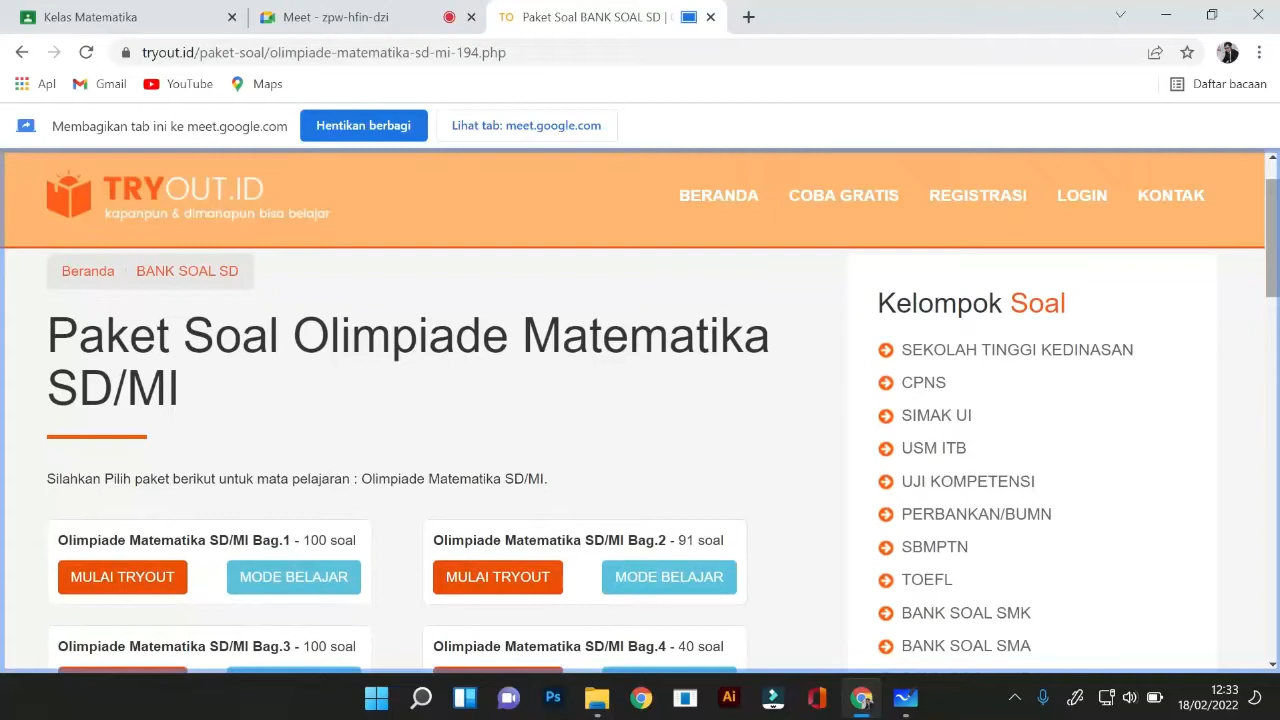 Kelas Matematika
Meet - zpw-hfin-dzi
TO Paket Soal BANK SOAL SD |
tryout.id/paket-soal/olimpiade-matematika-sd-mi-194.php
Apl
Gmail
YouTube
Maps
Daftar bacaan
Membagikan tab ini ke meet.google.com
Hentikan berbagi
Lihat tab: meet.google.com
TRYOUT.ID
kapanpun & dimanapun bisa belajar
BERANDA
COBA GRATIS
REGISTRASI
LOGIN
KONTAK
Beranda
BANK SOAL SD
Paket Soal Olimpiade Matematika
SD/MI
Silahkan Pilih paket berikut untuk mata pelajaran : Olimpiade Matematika SD/MI.
Olimpiade Matematika SD/MI Bag.1 - 100 soal
MULAI TRYOUT
MODE BELAJAR
Olimpiade Matematika SD/MI Bag.2 - 91 soal
MULAI TRYOUT
MODE BELAJAR
Olimpiade Matematika SD/MI Bag.3 - 100 soal
Olimpiade Matematika SD/MI Bag.4 - 40 soal
Kelompok Soal
SEKOLAH TINGGI KEDINASAN
CPNS
SIMAK UI
USM ITB
UJI KOMPETENSI
PERBANKAN/BUMN
SBMPTN
TOEFL
BANK SOAL SMK
BANK SOAL SMA
Ps
Ai
12:33
18/02/2022